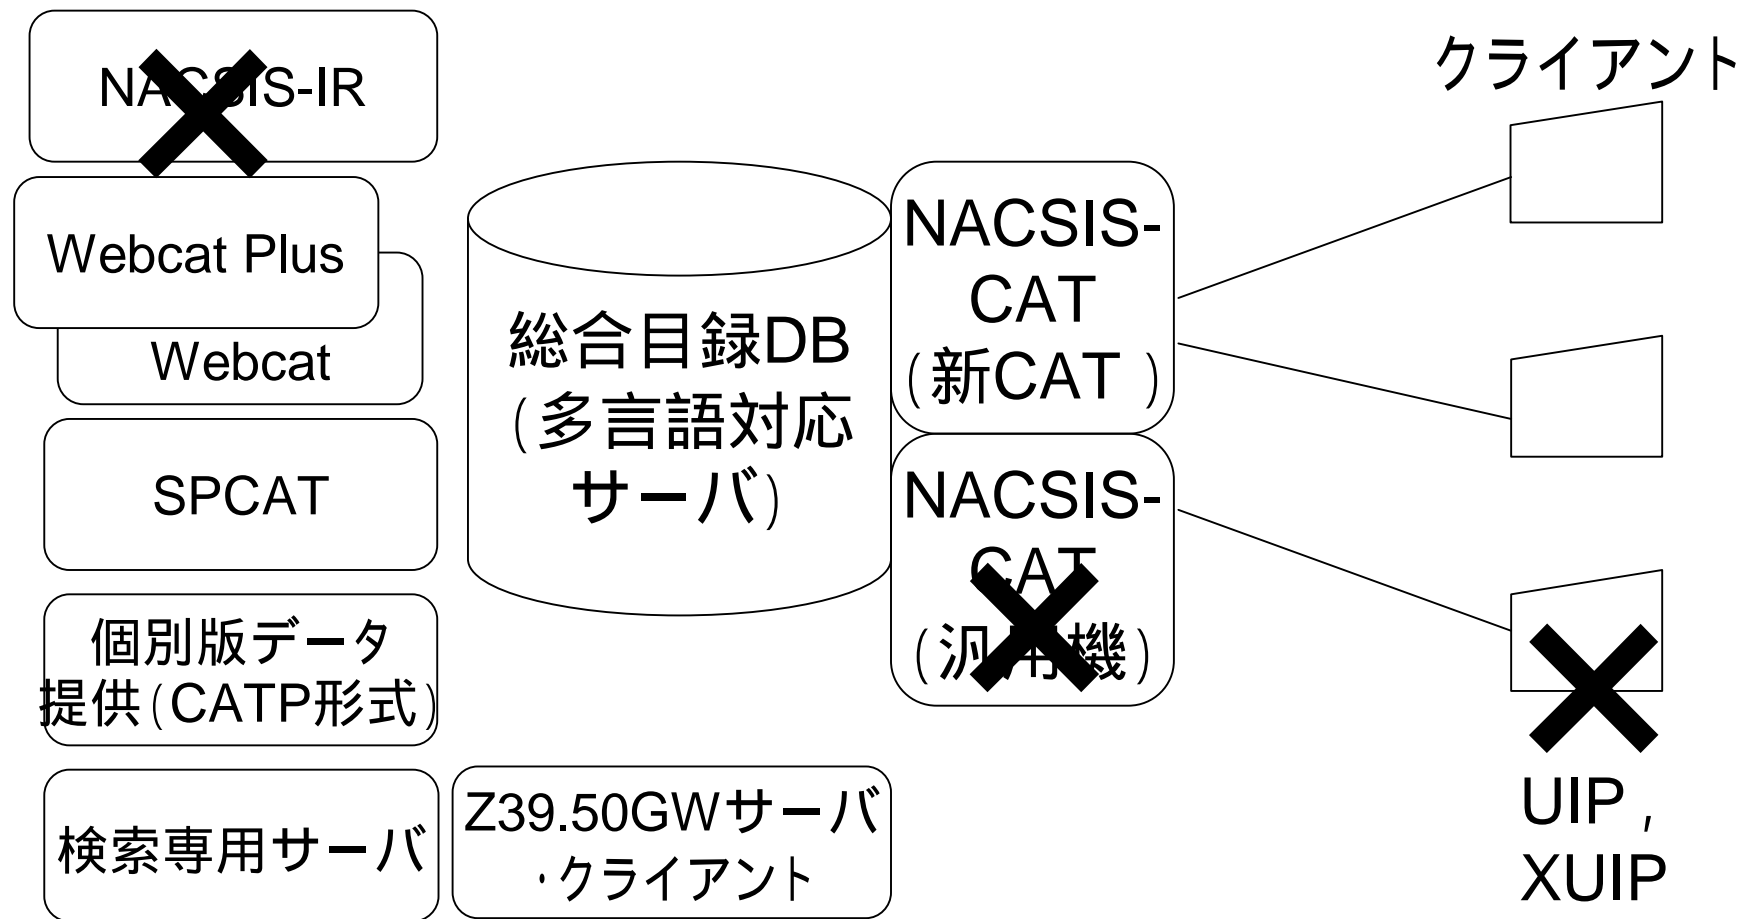 NACSIS-IR
Webcat Plus
Webcat
SPCAT
個別版データ
提供(CATP形式)
検索専用サーバ
総合目録DB
(多言語対応
サーバ)
Z39.50GWサーバ
・クライアント
NACSIS-
CAT
(新CAT )
NACSIS-
CAT
(汎用機)
クライアント
UIP,
XUIP